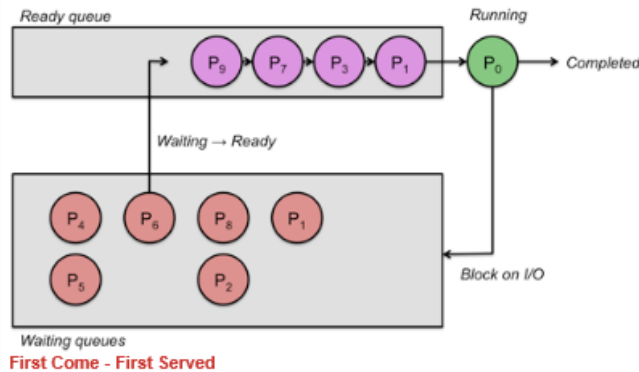 Ready queue
Running
P9 P7 P3 P1 P0 Completed
Waiting → Ready
P4 P6 P8 P1
P5 P2
Block on I/O
Waiting queues
First Come - First Served